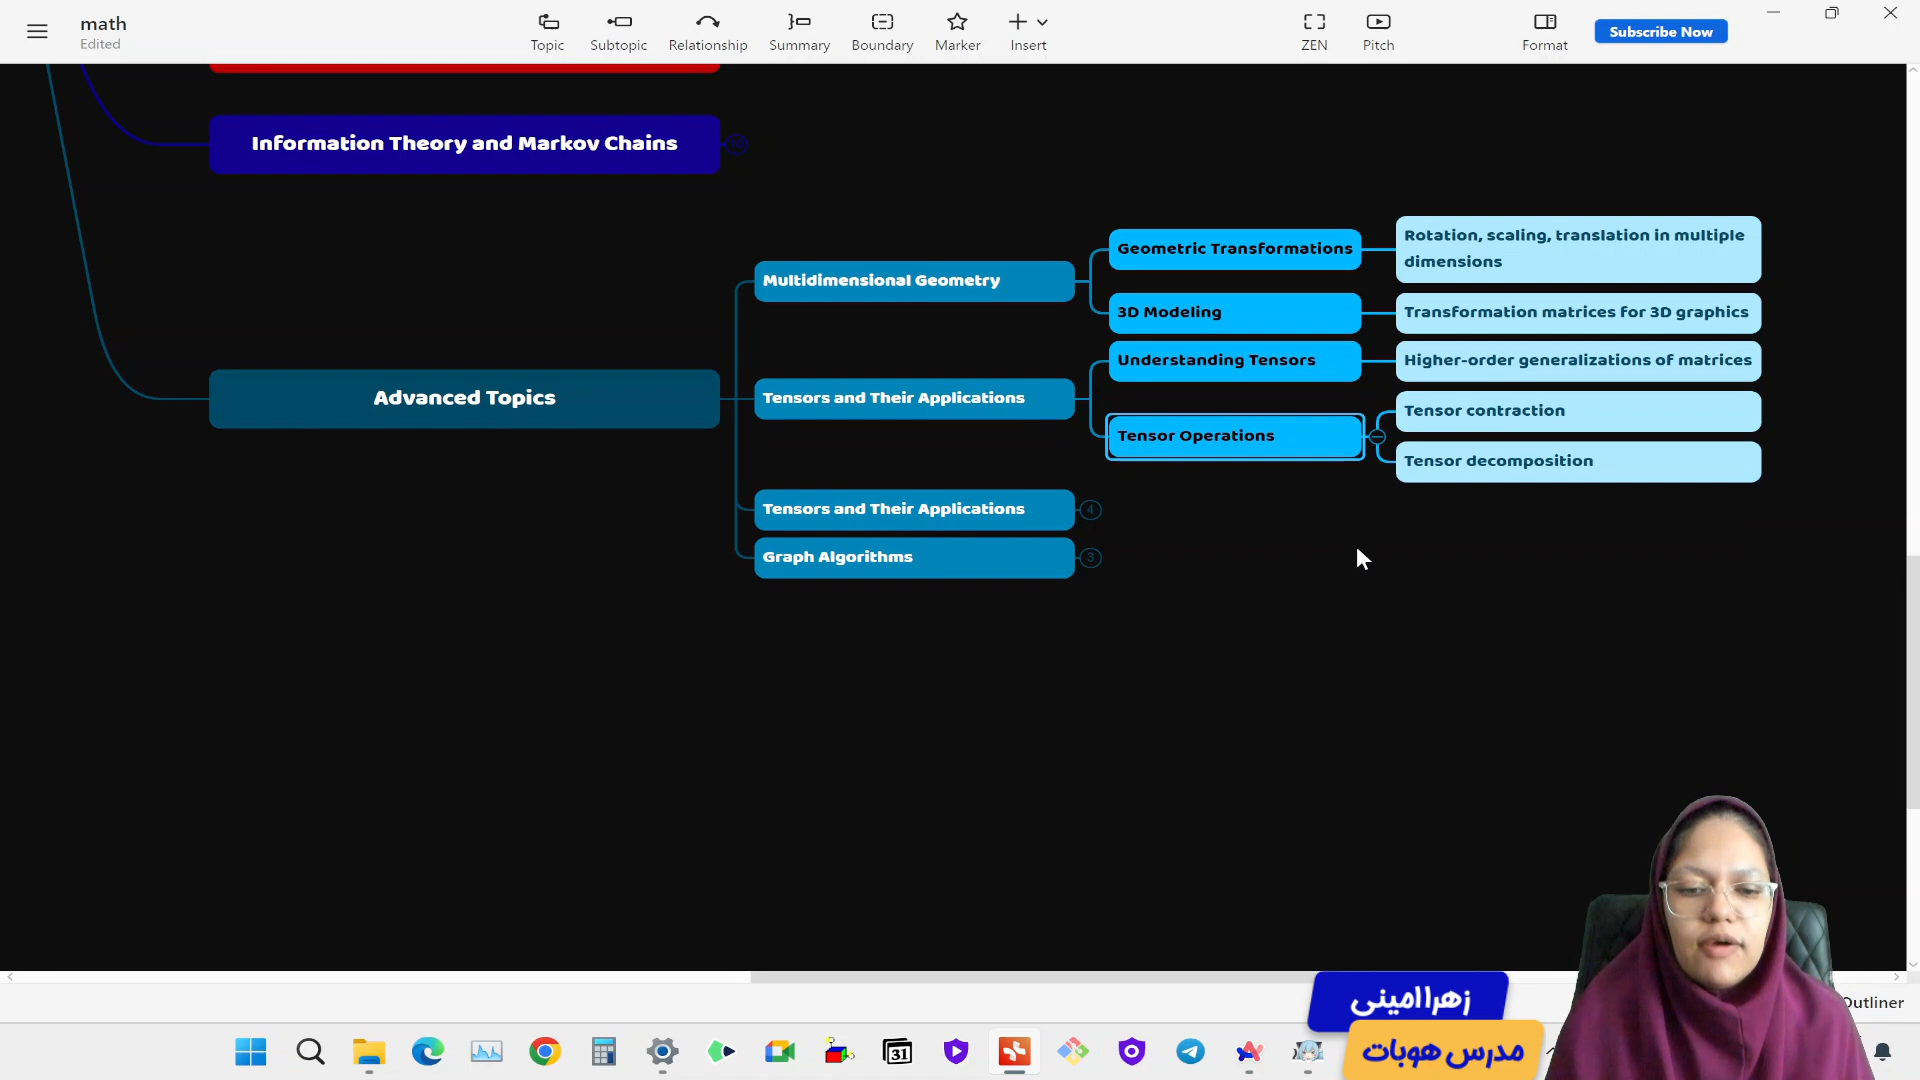 math
Edited
Topic
Subtopic
Relationship
Summary
Boundary
Marker
Insert
ZEN
Pitch
Format
Subscribe Now
Information Theory and Markov Chains
Advanced Topics
Multidimensional Geometry
Geometric Transformations
Rotation, scaling, translation in multiple
dimensions
3D Modeling
Transformation matrices for 3D graphics
Tensors and Their Applications
Understanding Tensors
Higher-order generalizations of matrices
Tensor Operations
Tensor contraction
Tensor decomposition
Tensors and Their Applications
4
Graph Algorithms
3
Outliner
31
زهرا امینی
مدرس هوبات